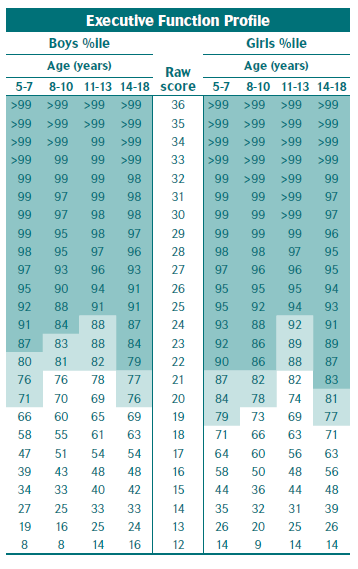 Executive Function Profile
Boys %ile Girls %ile
Age (years) Raw score Age (years)
5-7 8-10 11-13 14-18 5-7 8-10 11-13 14-18
>99 >99 >99 >99 36 >99 >99 >99 >99
>99 >99 >99 >99 35 >99 >99 >99 >99
>99 >99 99 >99 34 >99 >99 >99 >99
>99 99 99 >99 33 99 >99 >99 >99
99 99 99 98 32 99 >99 >99 99
99 97 99 98 31 99 99 >99 97
99 97 98 98 30 99 99 >99 97
99 95 98 97 29 99 99 99 96
98 95 97 96 28 98 98 97 95
97 93 96 93 27 97 96 96 95
95 90 94 91 26 95 95 95 94
92 88 91 91 25 95 92 94 93
91 84 88 87 24 93 88 92 91
87 83 88 84 23 92 86 89 89
80 81 82 79 22 90 86 88 87
76 76 78 77 21 87 82 82 83
71 70 69 76 20 84 78 74 81
66 60 65 69 19 79 73 69 77
58 55 61 63 18 71 66 63 71
47 51 54 54 17 64 60 56 63
39 43 48 48 16 58 50 48 56
34 33 40 42 15 44 36 44 48
27 25 33 33 14 35 32 31 39
19 16 25 24 13 26 20 25 26
8 8 14 16 12 14 9 14 14